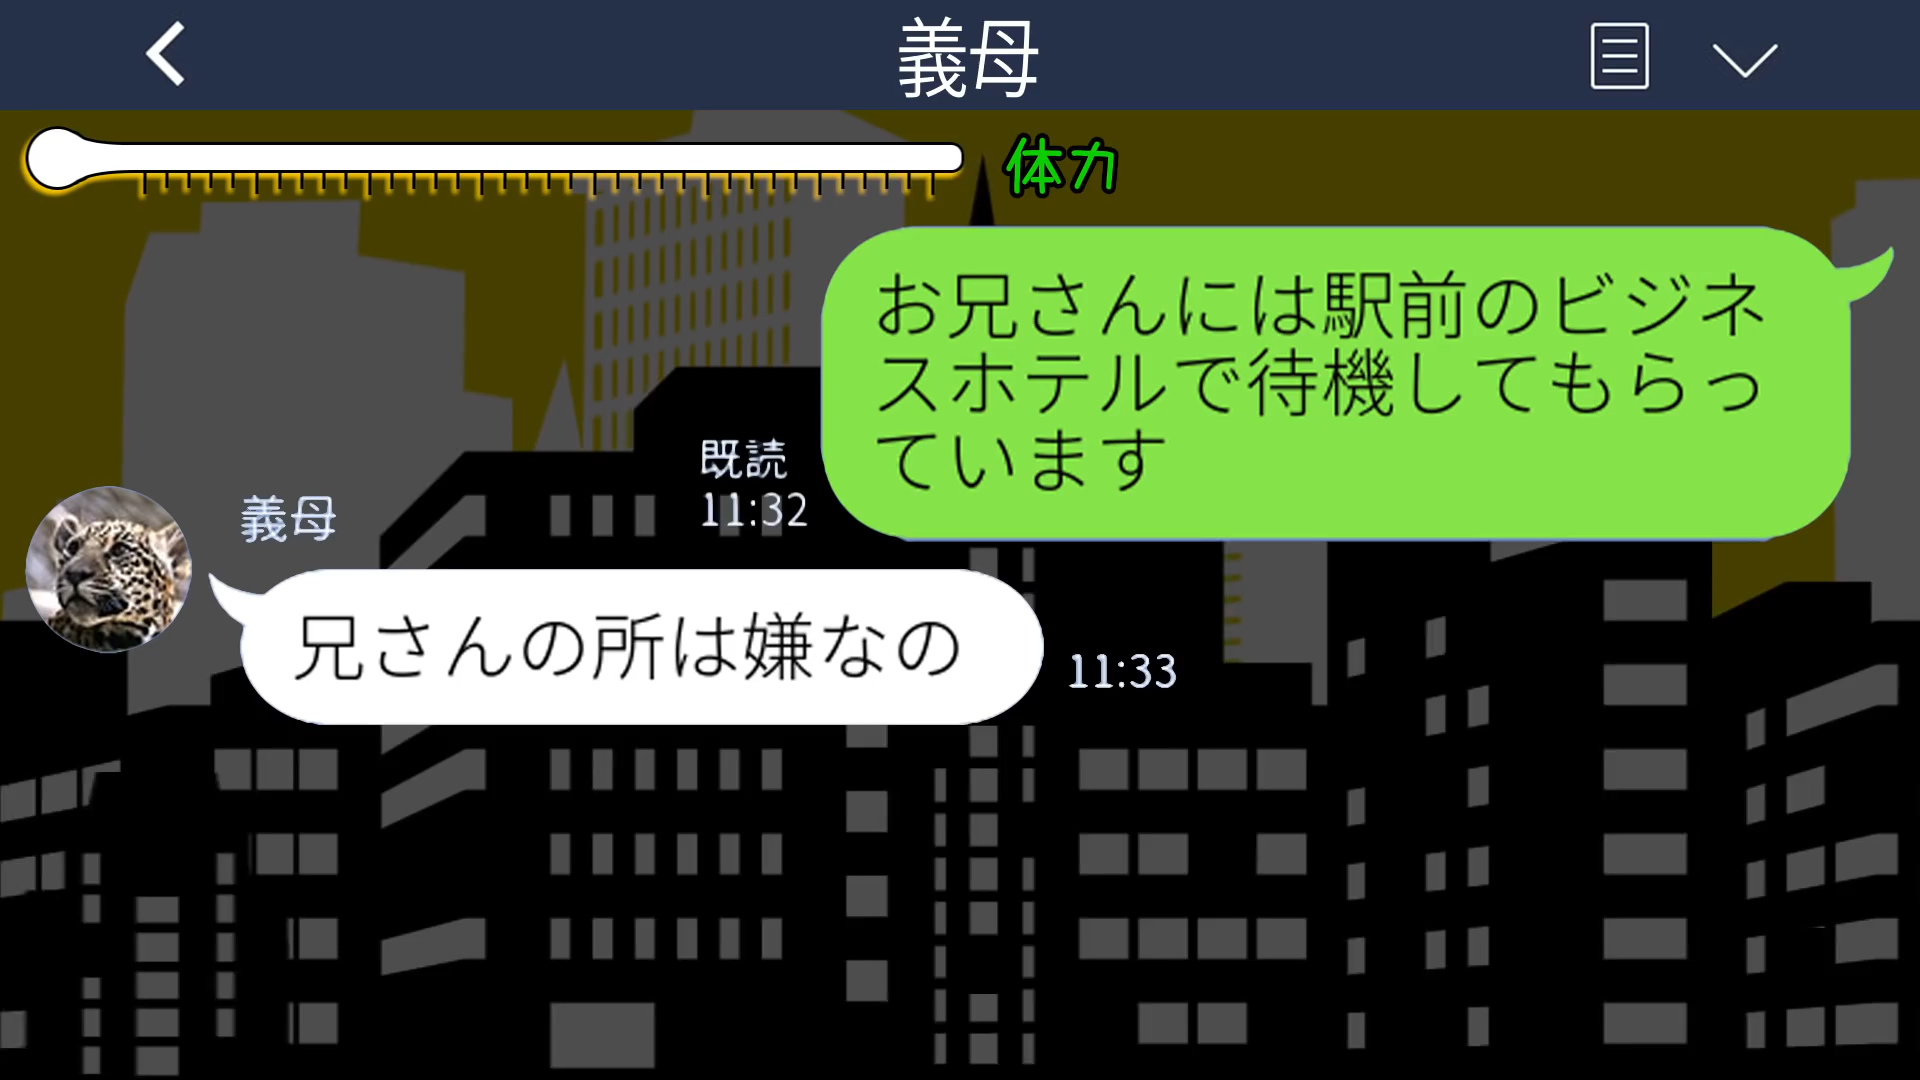 義母
体力
お兄さんには駅前のビジネ
スホテルで待機してもらっ
ています
既読
11:32
義母
兄さんの所は嫌なの
11:33